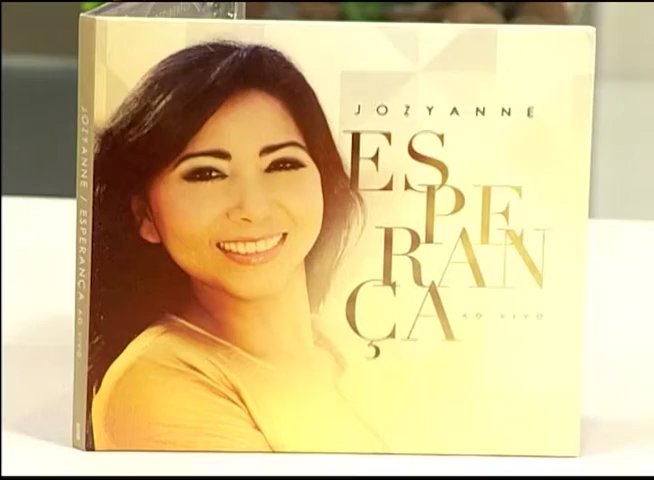 JOZYANNE
ES
PE
RAN
ÇA
AO VIVO
JOZYANNE / ESPERANÇA AO VIVO